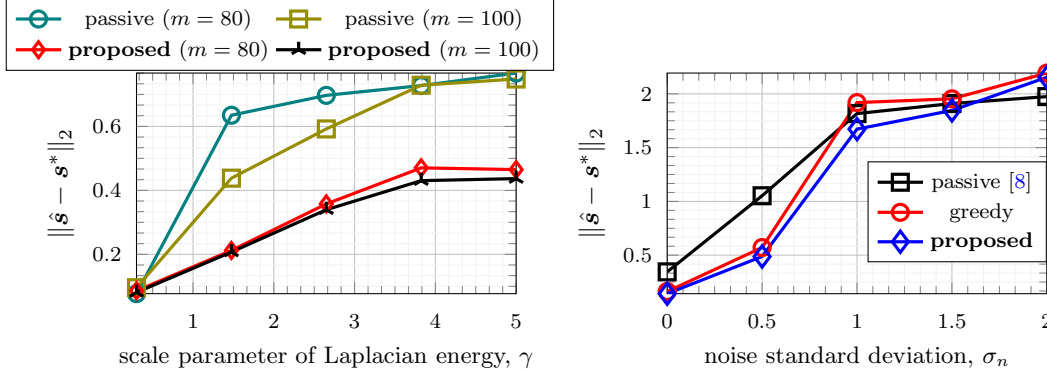 passive (m = 80) passive (m = 100)
proposed (m = 80) proposed (m = 100)
0.6
0.4
0.2
‖ŝ − s*‖₂
1 2 3 4 5
scale parameter of Laplacian energy, γ
2
1.5
1
0.5
‖ŝ − s*‖₂
passive [8]
greedy
proposed
0 0.5 1 1.5 2
noise standard deviation, σₙ